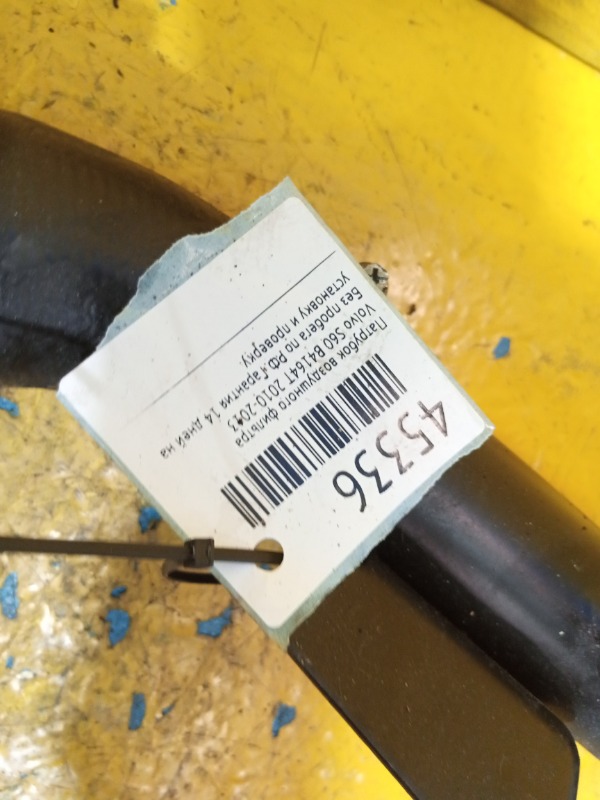 45336
Патрубок воздушного фильтра
Volvo S60 B4164T 2010-2013
Без пробега по РФ.Гарантия 14 дней на
установку и проверку.